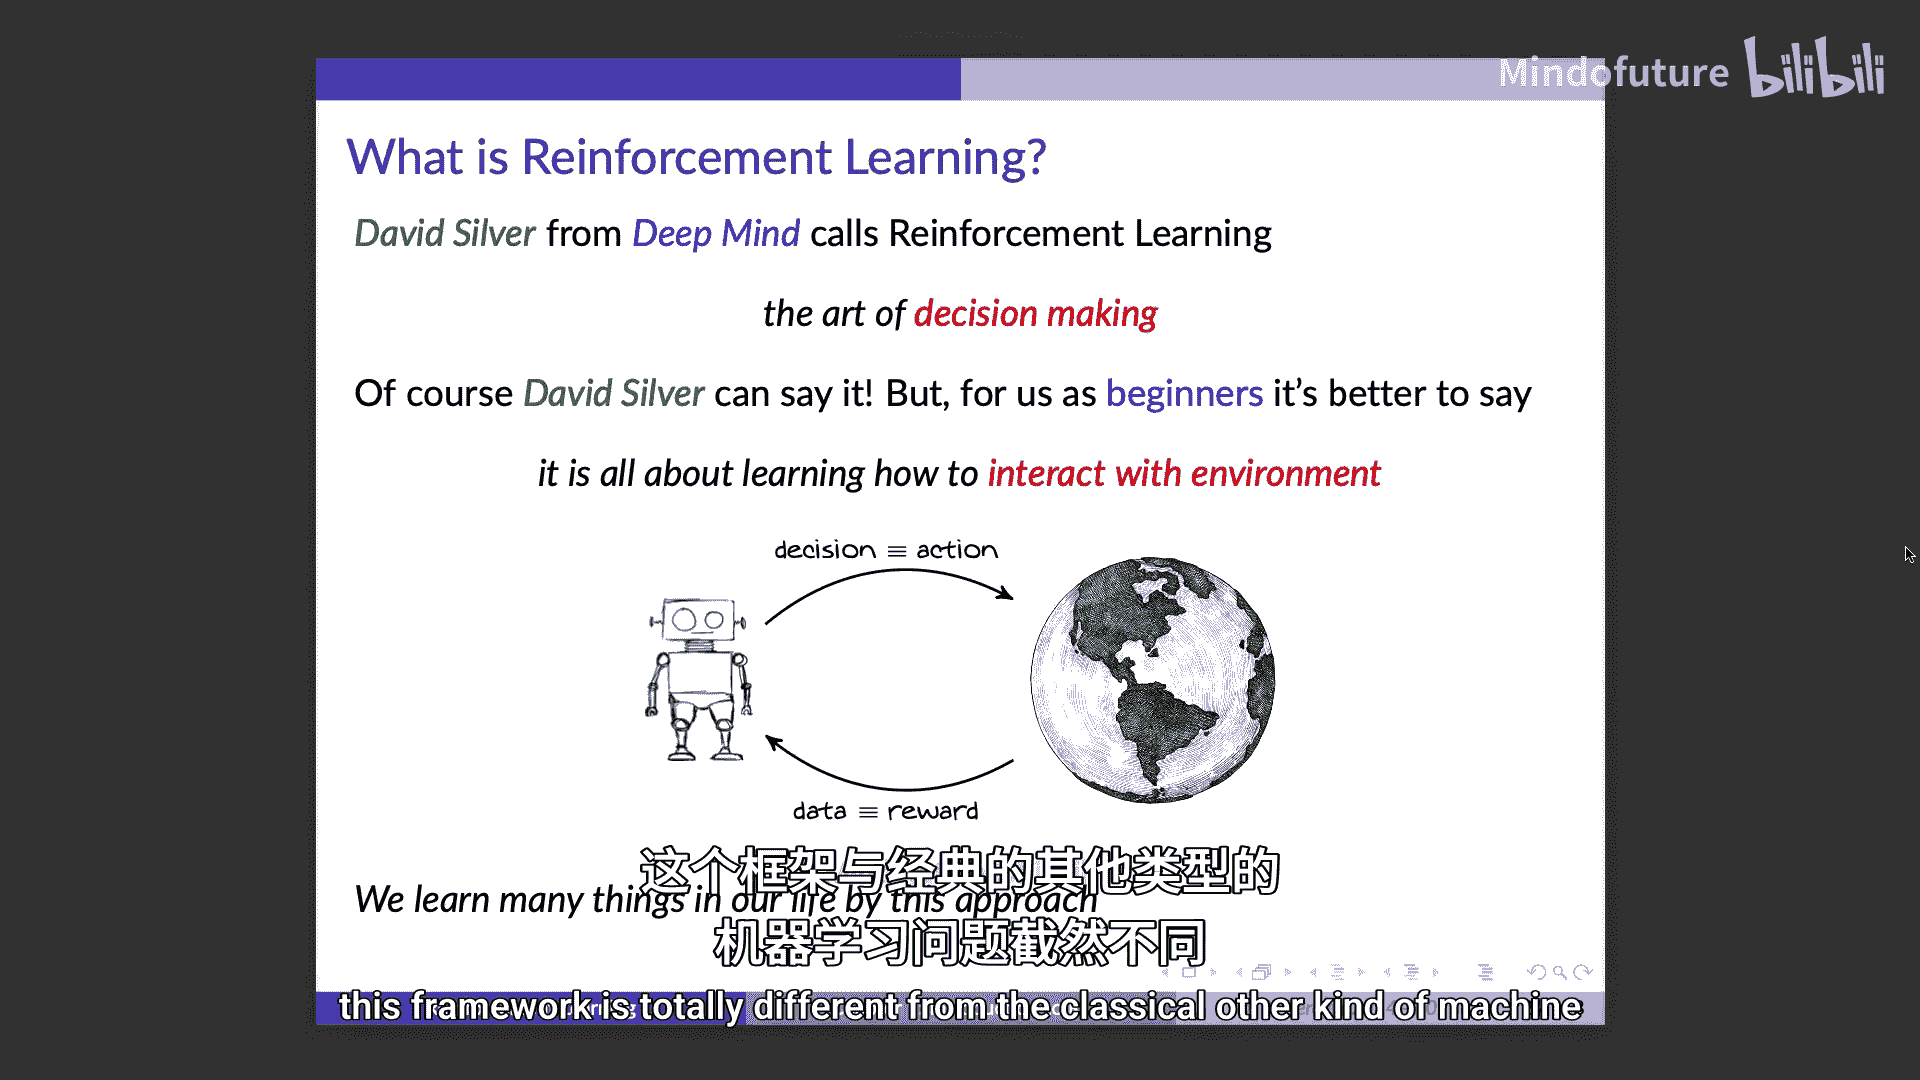 Mindofuture bilibili
What is Reinforcement Learning?
David Silver from Deep Mind calls Reinforcement Learning
the art of decision making
Of course David Silver can say it! But, for us as beginners it's better to say
it is all about learning how to interact with environment
decision ≡ action
data ≡ reward
We learn many things in our life by this approach
这个框架与经典的其他类型的
机器学习问题截然不同
this framework is totally different from the classical other kind of machine